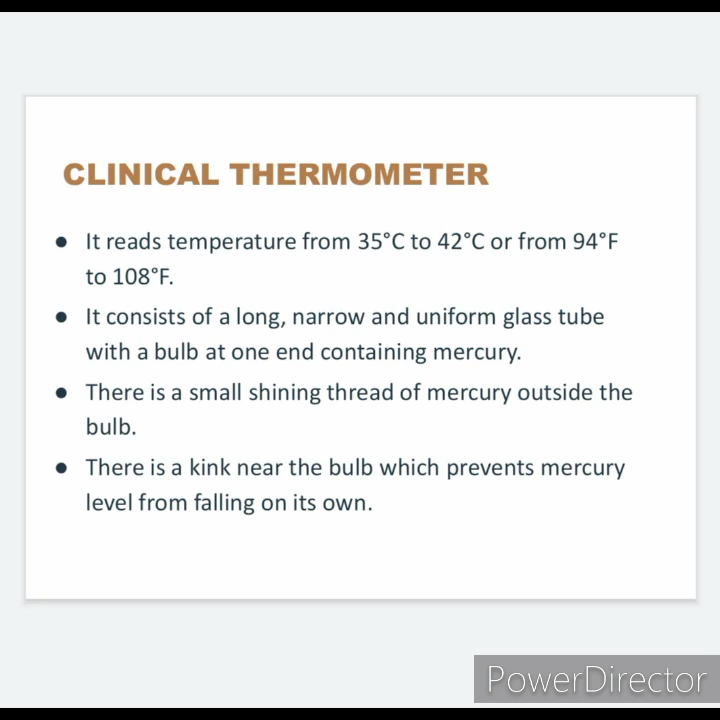 CLINICAL THERMOMETER
● It reads temperature from 35°C to 42°C or from 94°F
to 108°F.
● It consists of a long, narrow and uniform glass tube
with a bulb at one end containing mercury.
● There is a small shining thread of mercury outside the
bulb.
● There is a kink near the bulb which prevents mercury
level from falling on its own.
PowerDirector